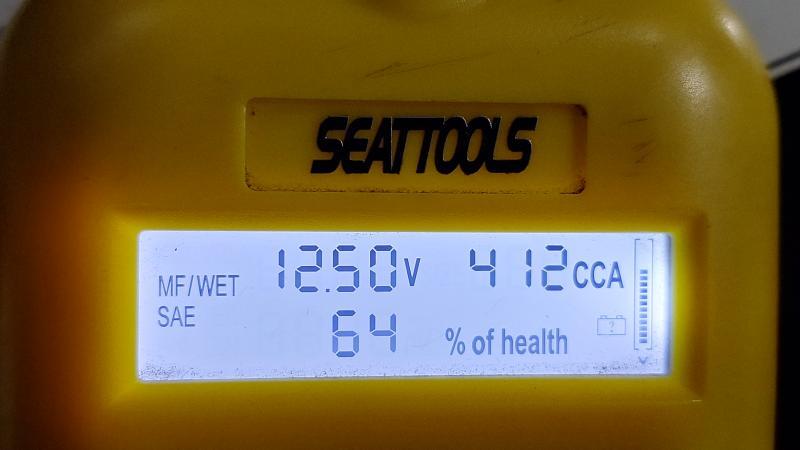 SEATTOOLS
MF/WET 12.50V 412CCA
SAE 64 % of health
?